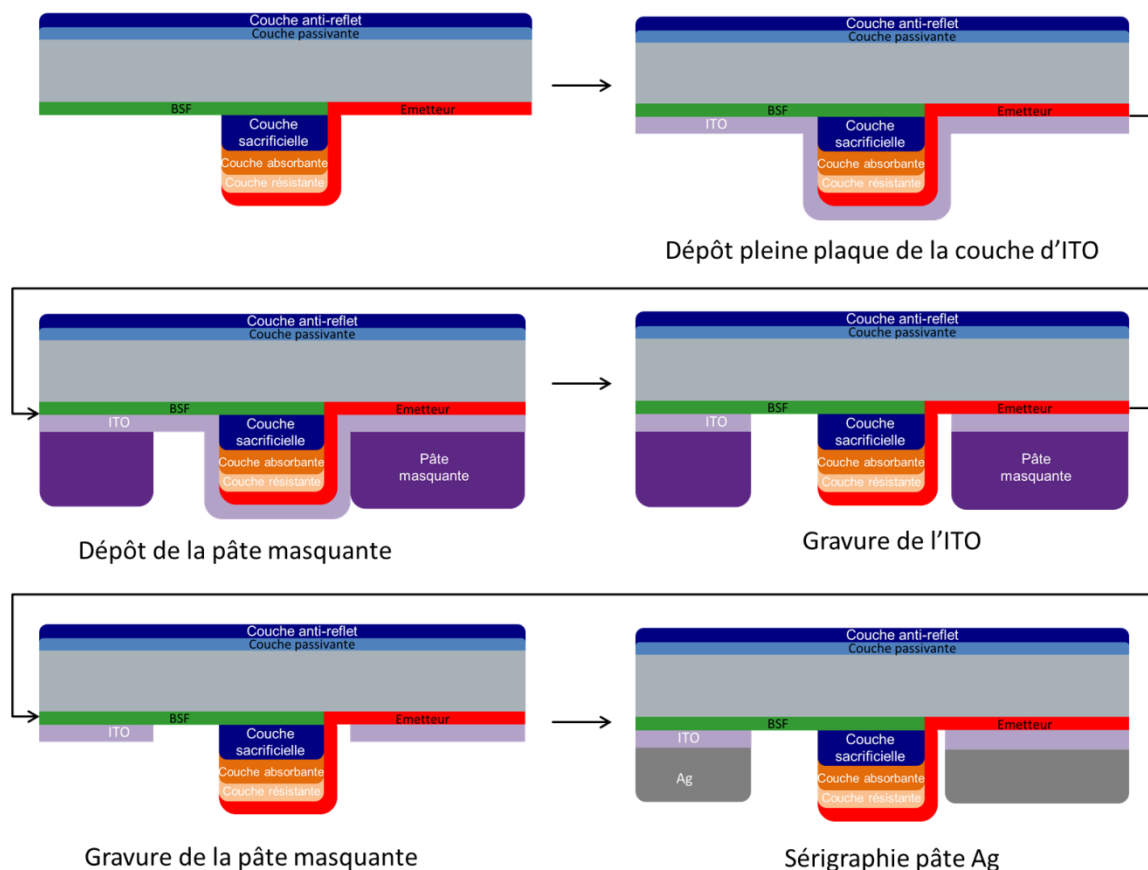 Couche anti-reflet
Couche passivante
BSF
Emetteur
Couche
sacrificielle
Couche absorbante
Couche résistante
Couche anti-reflet
Couche passivante
BSF
Emetteur
ITO
Couche
sacrificielle
Couche absorbante
Couche résistante
Dépôt pleine plaque de la couche d'ITO
Couche anti-reflet
Couche passivante
BSF
Emetteur
ITO
Couche
sacrificielle
Couche absorbante
Couche résistante
Pâte
masquante
Dépôt de la pâte masquante
Couche anti-reflet
Couche passivante
BSF
Emetteur
ITO
Couche
sacrificielle
Couche absorbante
Couche résistante
Pâte
masquante
Gravure de l'ITO
Couche anti-reflet
Couche passivante
BSF
Emetteur
ITO
Couche
sacrificielle
Couche absorbante
Couche résistante
Gravure de la pâte masquante
Couche anti-reflet
Couche passivante
BSF
Emetteur
ITO
Couche
sacrificielle
Couche absorbante
Couche résistante
Ag
Sérigraphie pâte Ag